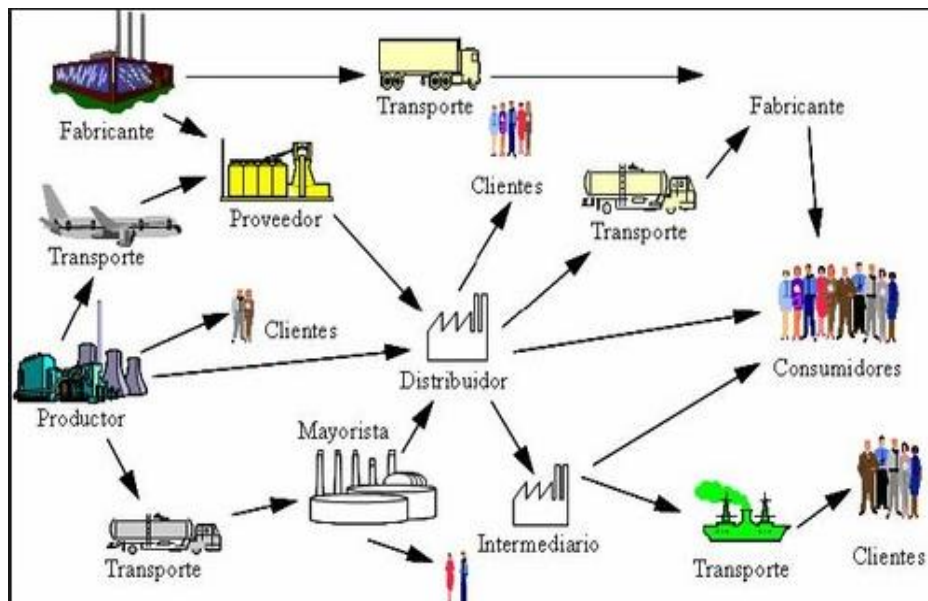 Transporte
Fabricante
Fabricante
Clientes
Proveedor
Transporte
Transporte
Clientes
Consumidores
Distribuidor
Productor
Mayorista
Intermediario
Transporte
Transporte
Clientes